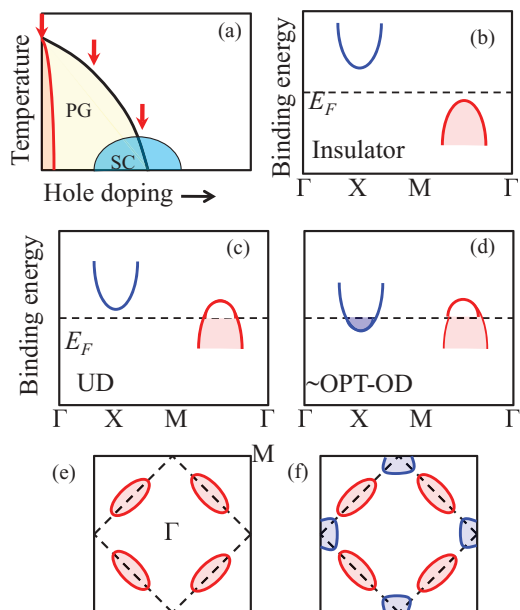 (a)
Temperature
PG
SC
Hole doping
(b)
Binding energy
E_F
Insulator
Γ X M Γ
(c)
Binding energy
E_F
UD
Γ X M Γ
(d)
~OPT-OD
Γ X M Γ
(e)
M
Γ
(f)